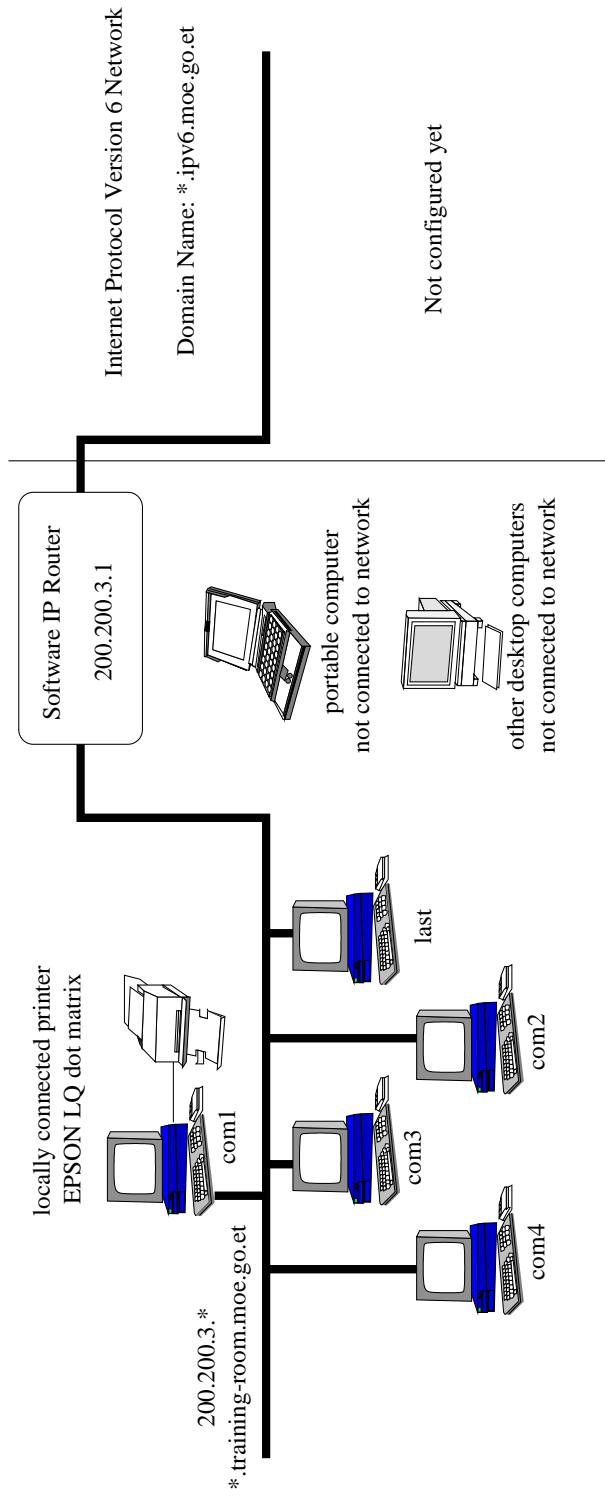 Internet Protocol Version 6 Network
Domain Name: *.ipv6.moe.go.et
Not configured yet
Software IP Router
200.200.3.1
portable computer
not connected to network
other desktop computers
not connected to network
locally connected printer
EPSON LQ dot matrix
com1
last
com2
com3
com4
200.200.3.*
*.training-room.moe.go.et